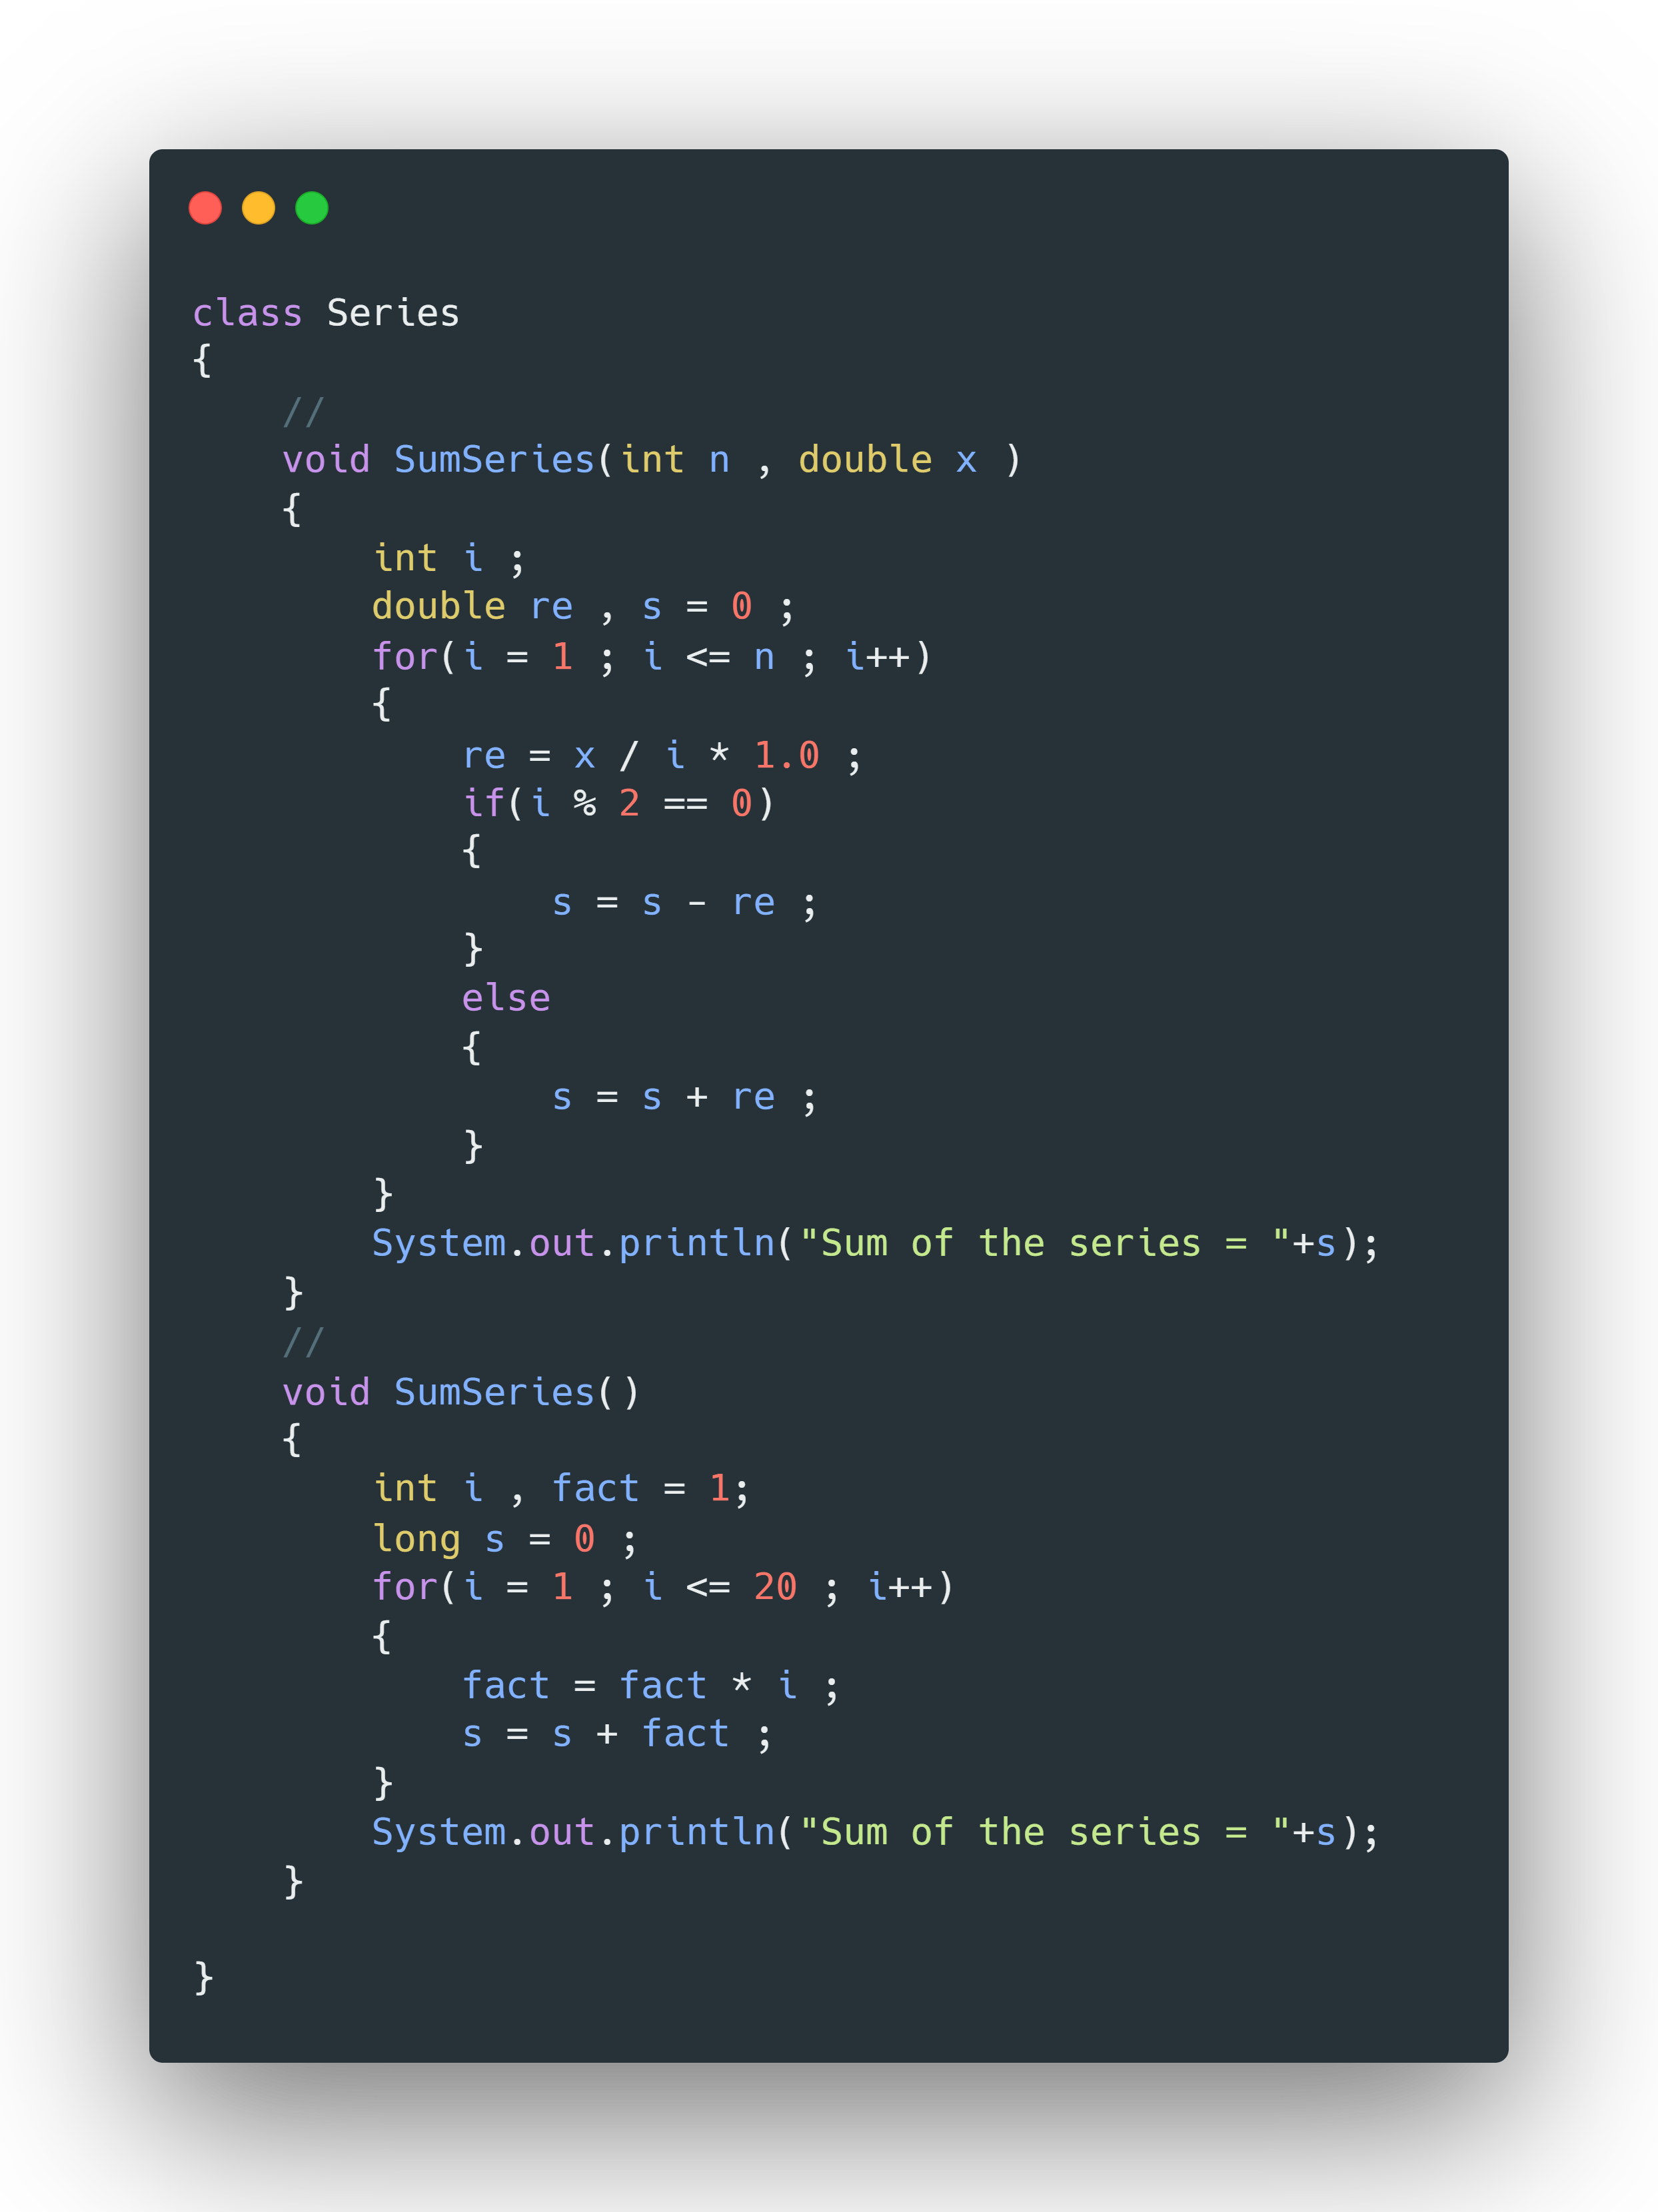 class Series
{
    //
    void SumSeries(int n , double x )
    {
        int i ;
        double re , s = 0 ;
        for(i = 1 ; i <= n ; i++)
        {
            re = x / i * 1.0 ;
            if(i % 2 == 0)
            {
                s = s - re ;
            }
            else
            {
                s = s + re ;
            }
        }
        System.out.println("Sum of the series = "+s);
    }
    //
    void SumSeries()
    {
        int i , fact = 1;
        long s = 0 ;
        for(i = 1 ; i <= 20 ; i++)
        {
            fact = fact * i ;
            s = s + fact ;
        }
        System.out.println("Sum of the series = "+s);
    }

}